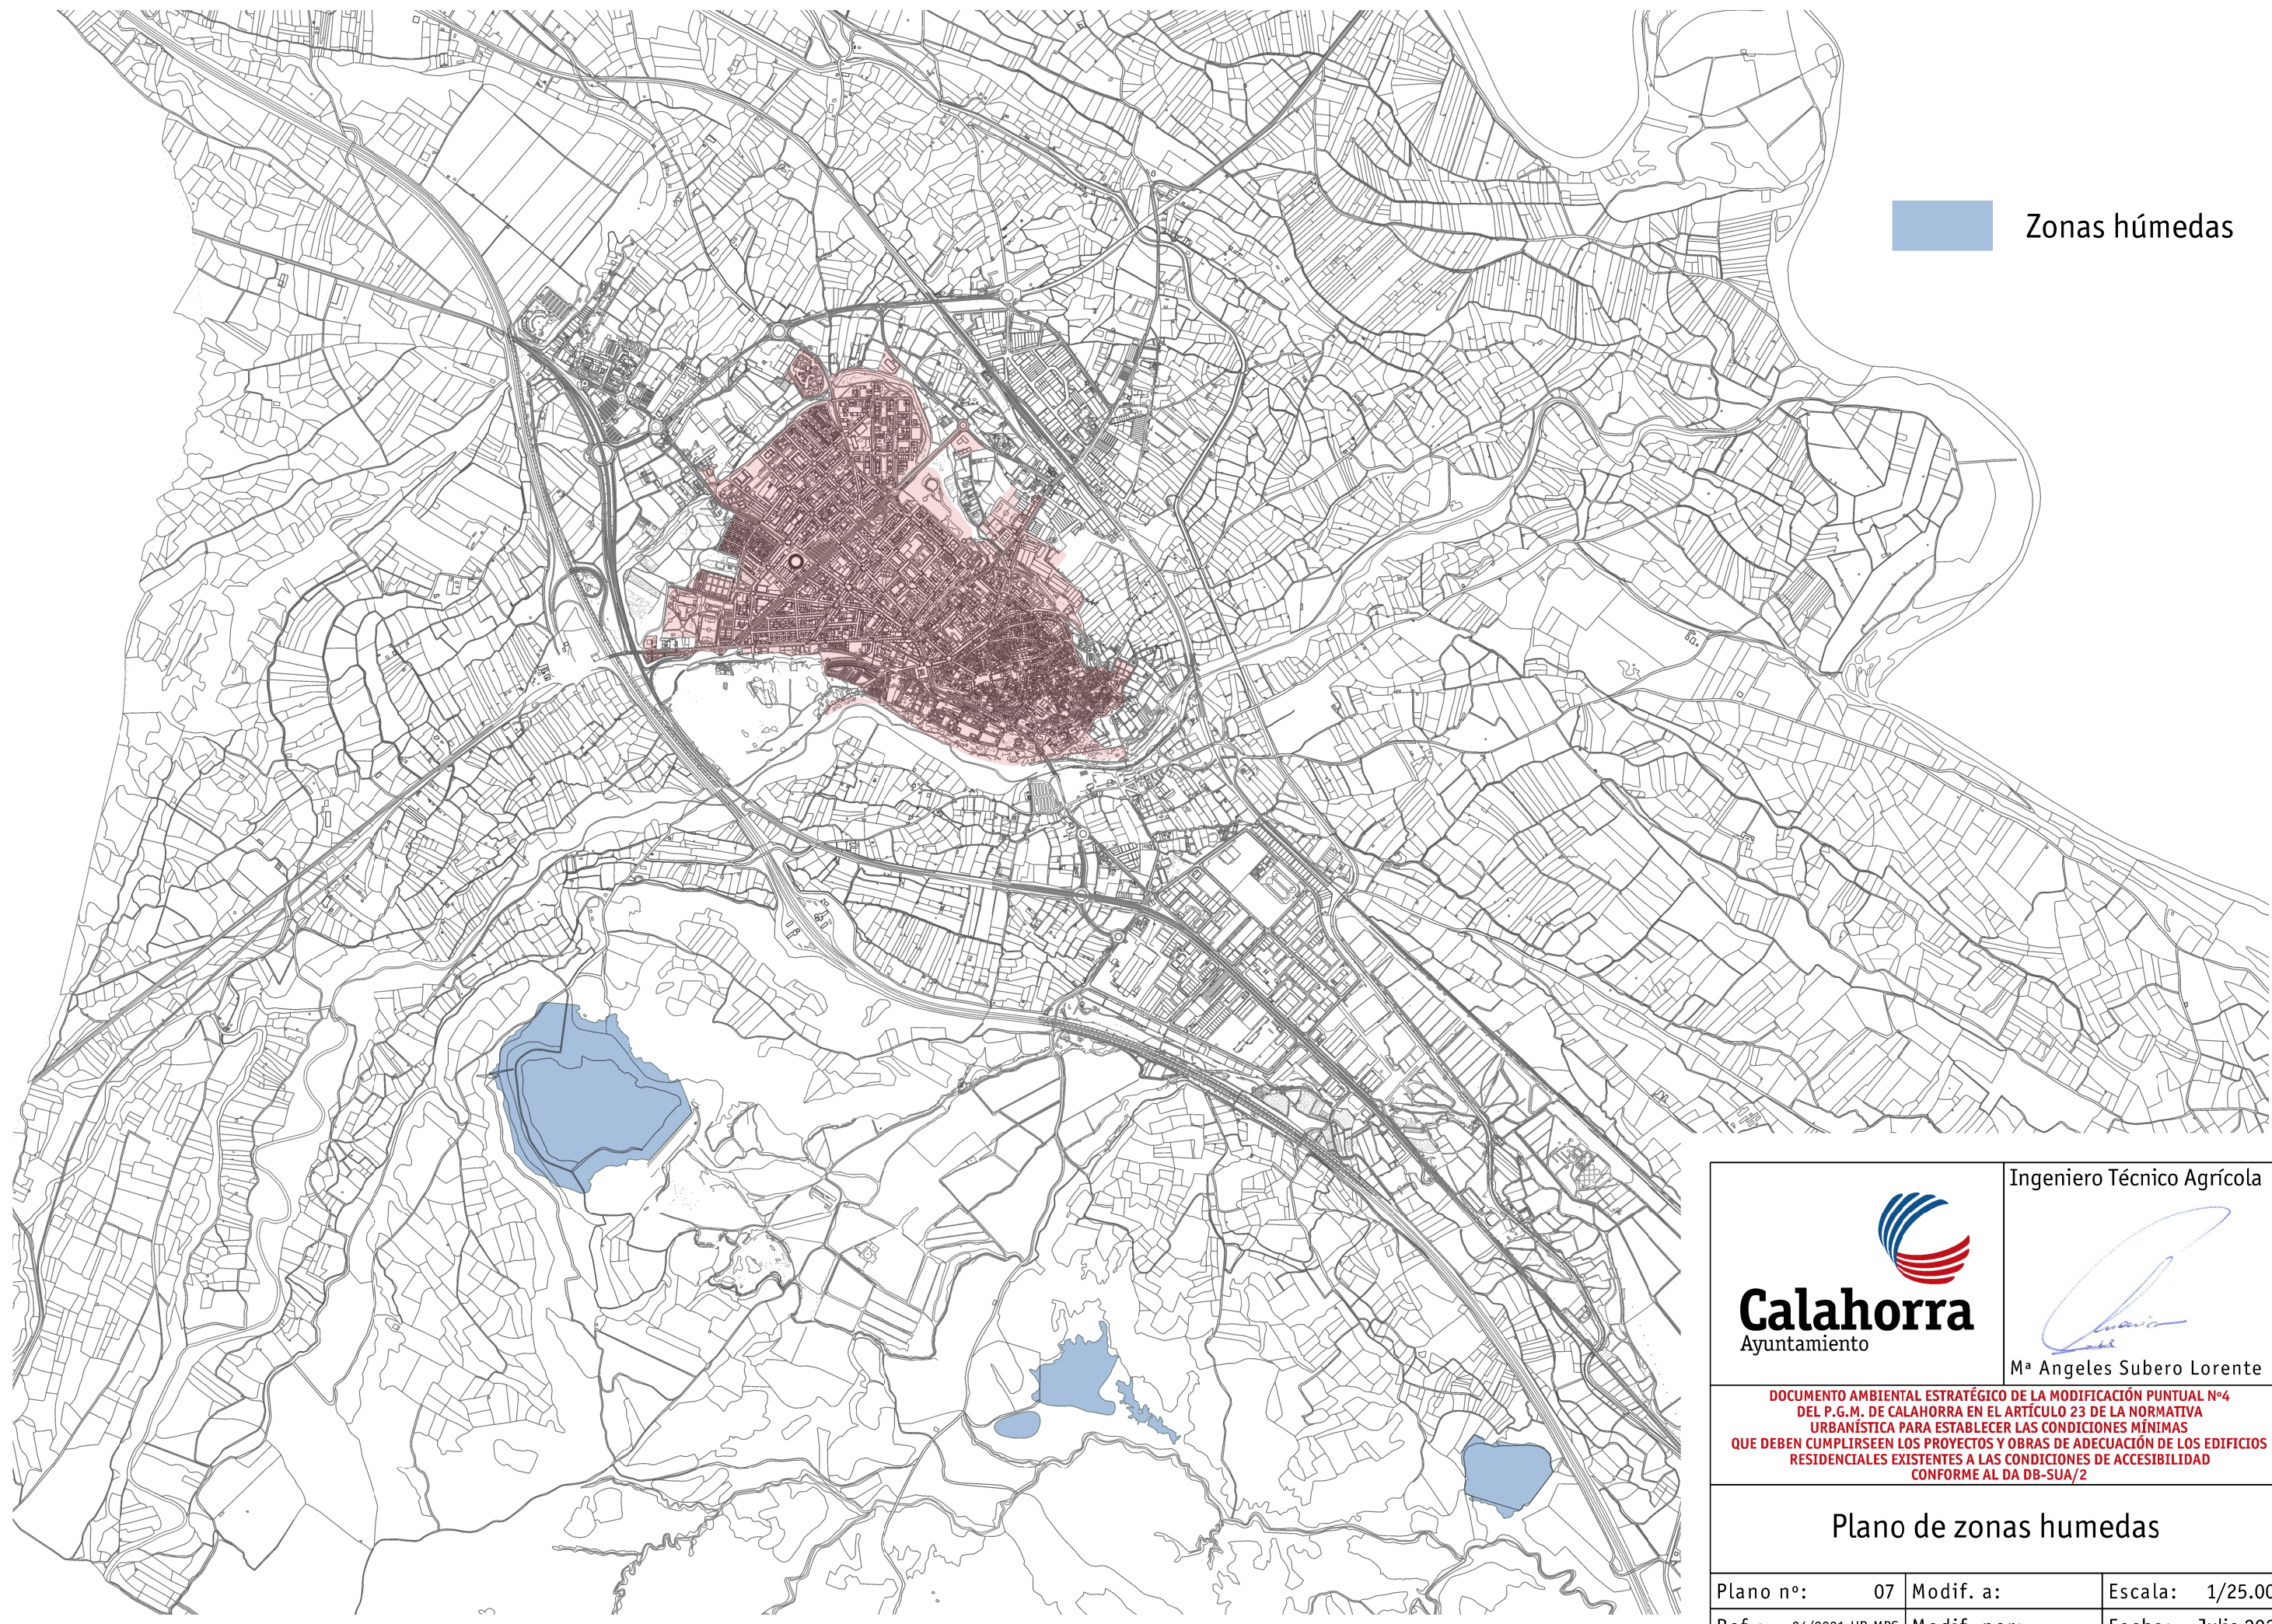 Zonas húmedas
Ingeniero Técnico Agrícola
Calahorra
Ayuntamiento
Mª Angeles Subero Lorente
DOCUMENTO AMBIENTAL ESTRATÉGICO DE LA MODIFICACIÓN PUNTUAL Nº4
DEL P.G.M. DE CALAHORRA EN EL ARTÍCULO 23 DE LA NORMATIVA
URBANÍSTICA PARA ESTABLECER LAS CONDICIONES MÍNIMAS
QUE DEBEN CUMPLIRSEEN LOS PROYECTOS Y OBRAS DE ADECUACIÓN DE LOS EDIFICIOS
RESIDENCIALES EXISTENTES A LAS CONDICIONES DE ACCESIBILIDAD
CONFORME AL DA DB-SUA/2
Plano de zonas humedas
Plano nº: 07 Modif. a: Escala: 1/25.00